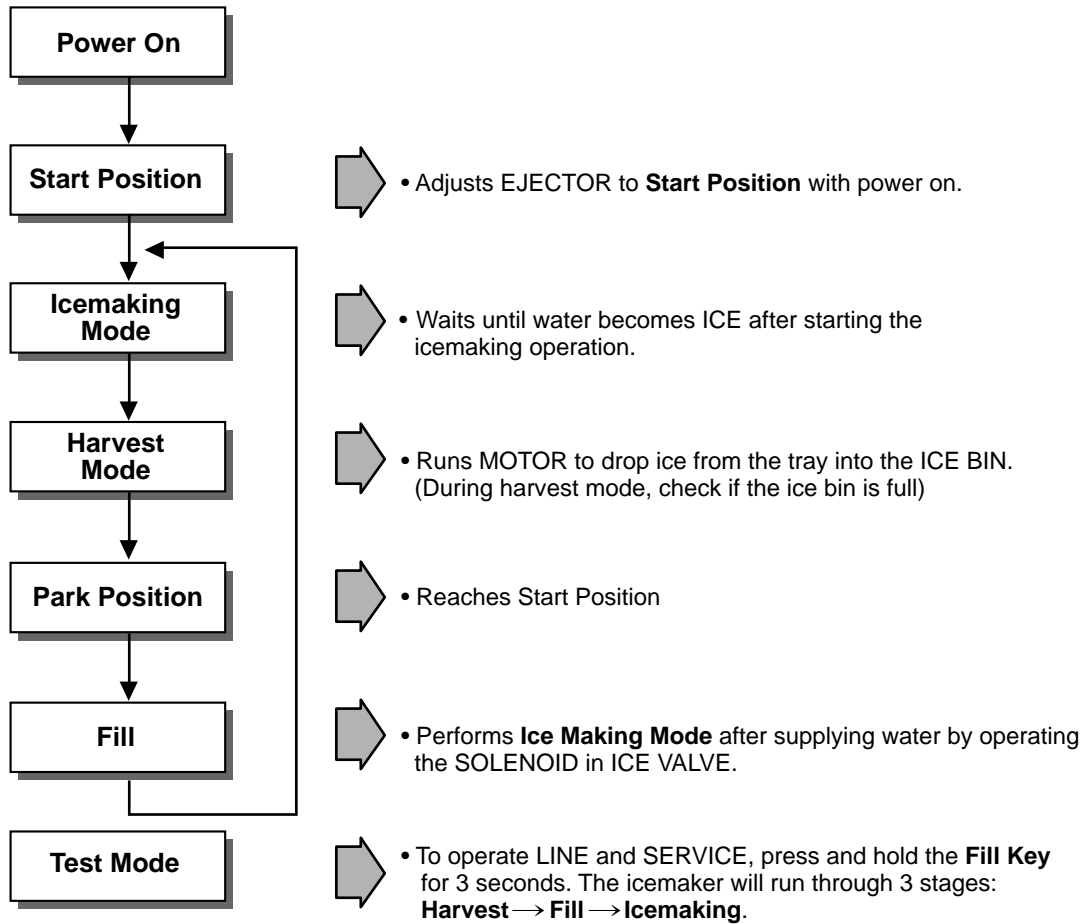 Power On
Start Position
• Adjusts EJECTOR to Start Position with power on.
Icemaking
Mode
• Waits until water becomes ICE after starting the
icemaking operation.
Harvest
Mode
• Runs MOTOR to drop ice from the tray into the ICE BIN.
(During harvest mode, check if the ice bin is full)
Park Position
• Reaches Start Position
Fill
• Performs Ice Making Mode after supplying water by operating
the SOLENOID in ICE VALVE.
Test Mode
• To operate LINE and SERVICE, press and hold the Fill Key
for 3 seconds. The icemaker will run through 3 stages:
Harvest → Fill → Icemaking.